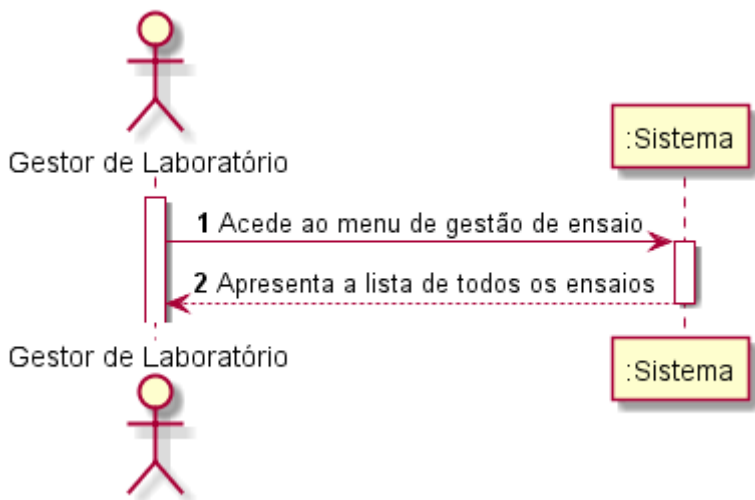 Gestor de Laboratório
:Sistema
1 Acede ao menu de gestão de ensaio
2 Apresenta a lista de todos os ensaios
Gestor de Laboratório
:Sistema